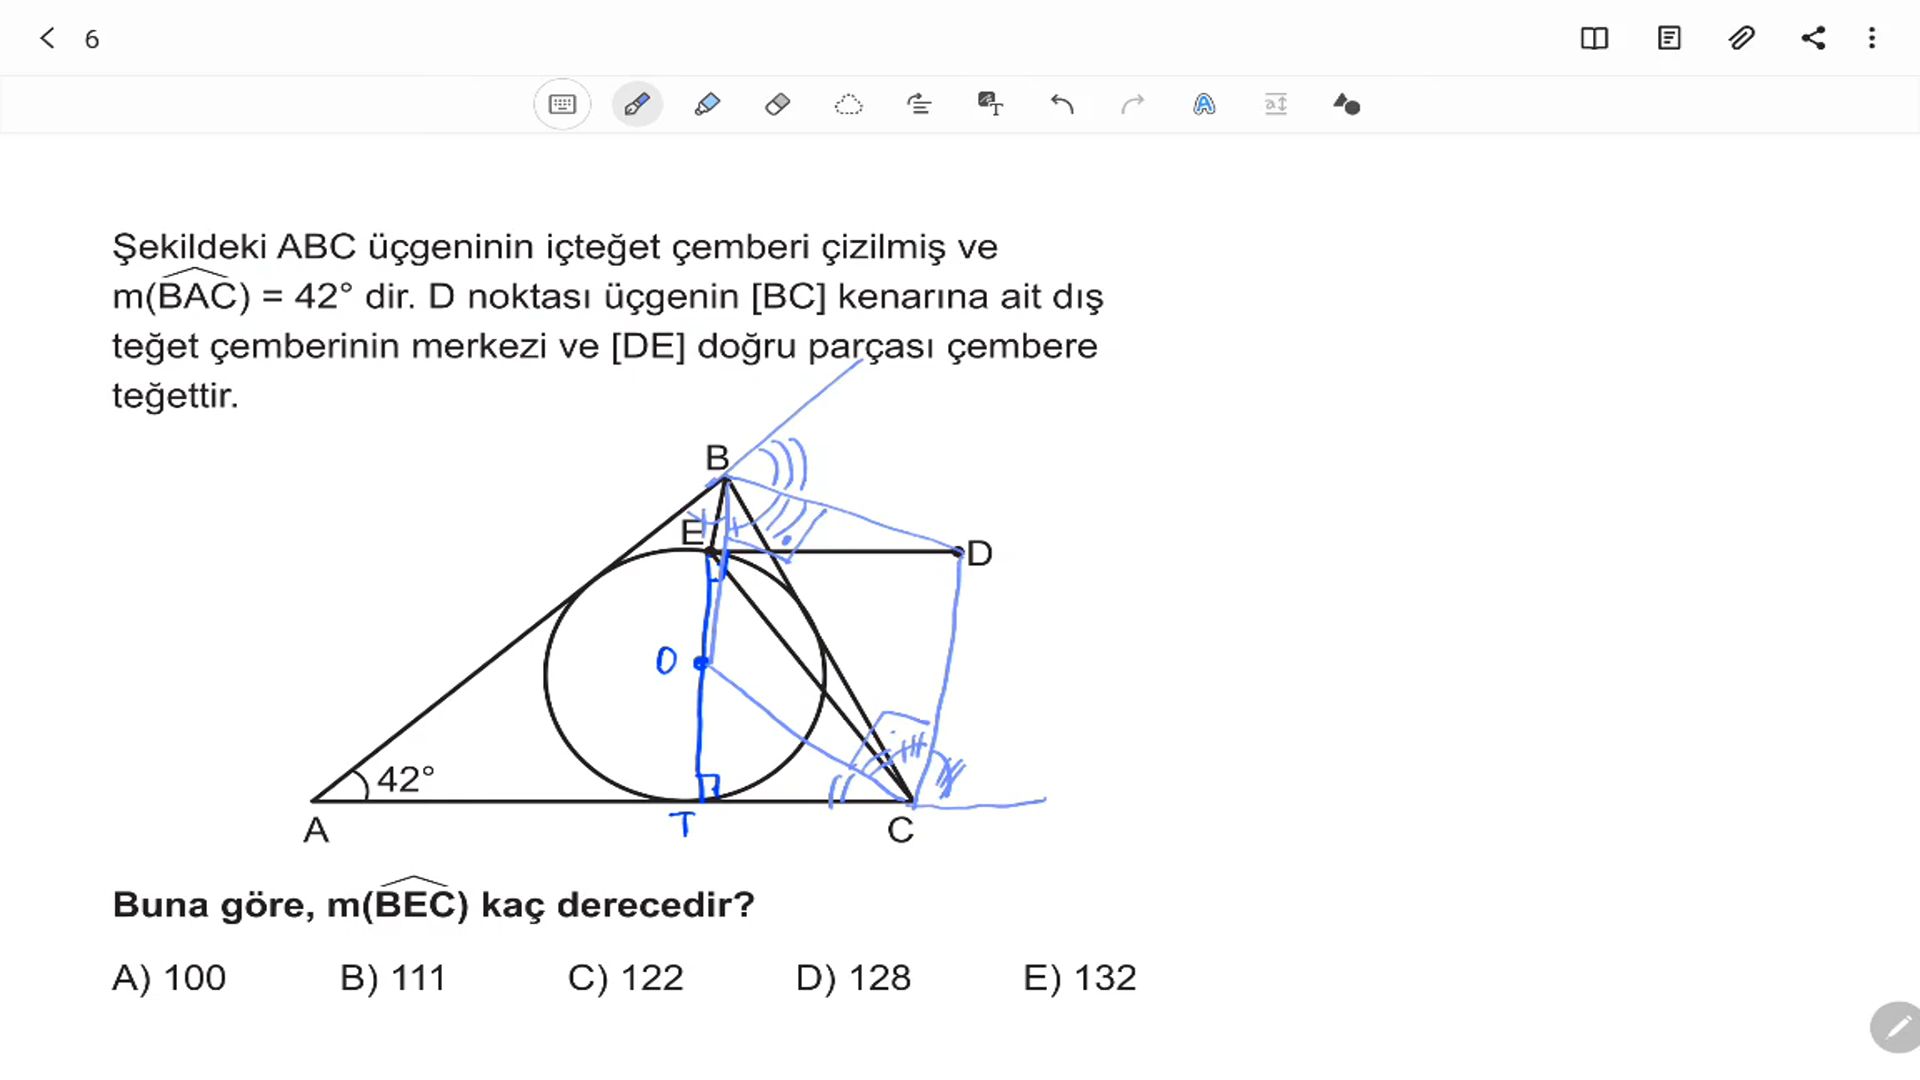 6
Şekildeki ABC üçgeninin içteğet çemberi çizilmiş ve
m(BAC) = 42° dir. D noktası üçgenin [BC] kenarına ait dış
teğet çemberinin merkezi ve [DE] doğru parçası çembere
teğettir.
B
E
D
O
42°
A
T
C
Buna göre, m(BEC) kaç derecedir?
A) 100 B) 111 C) 122 D) 128 E) 132